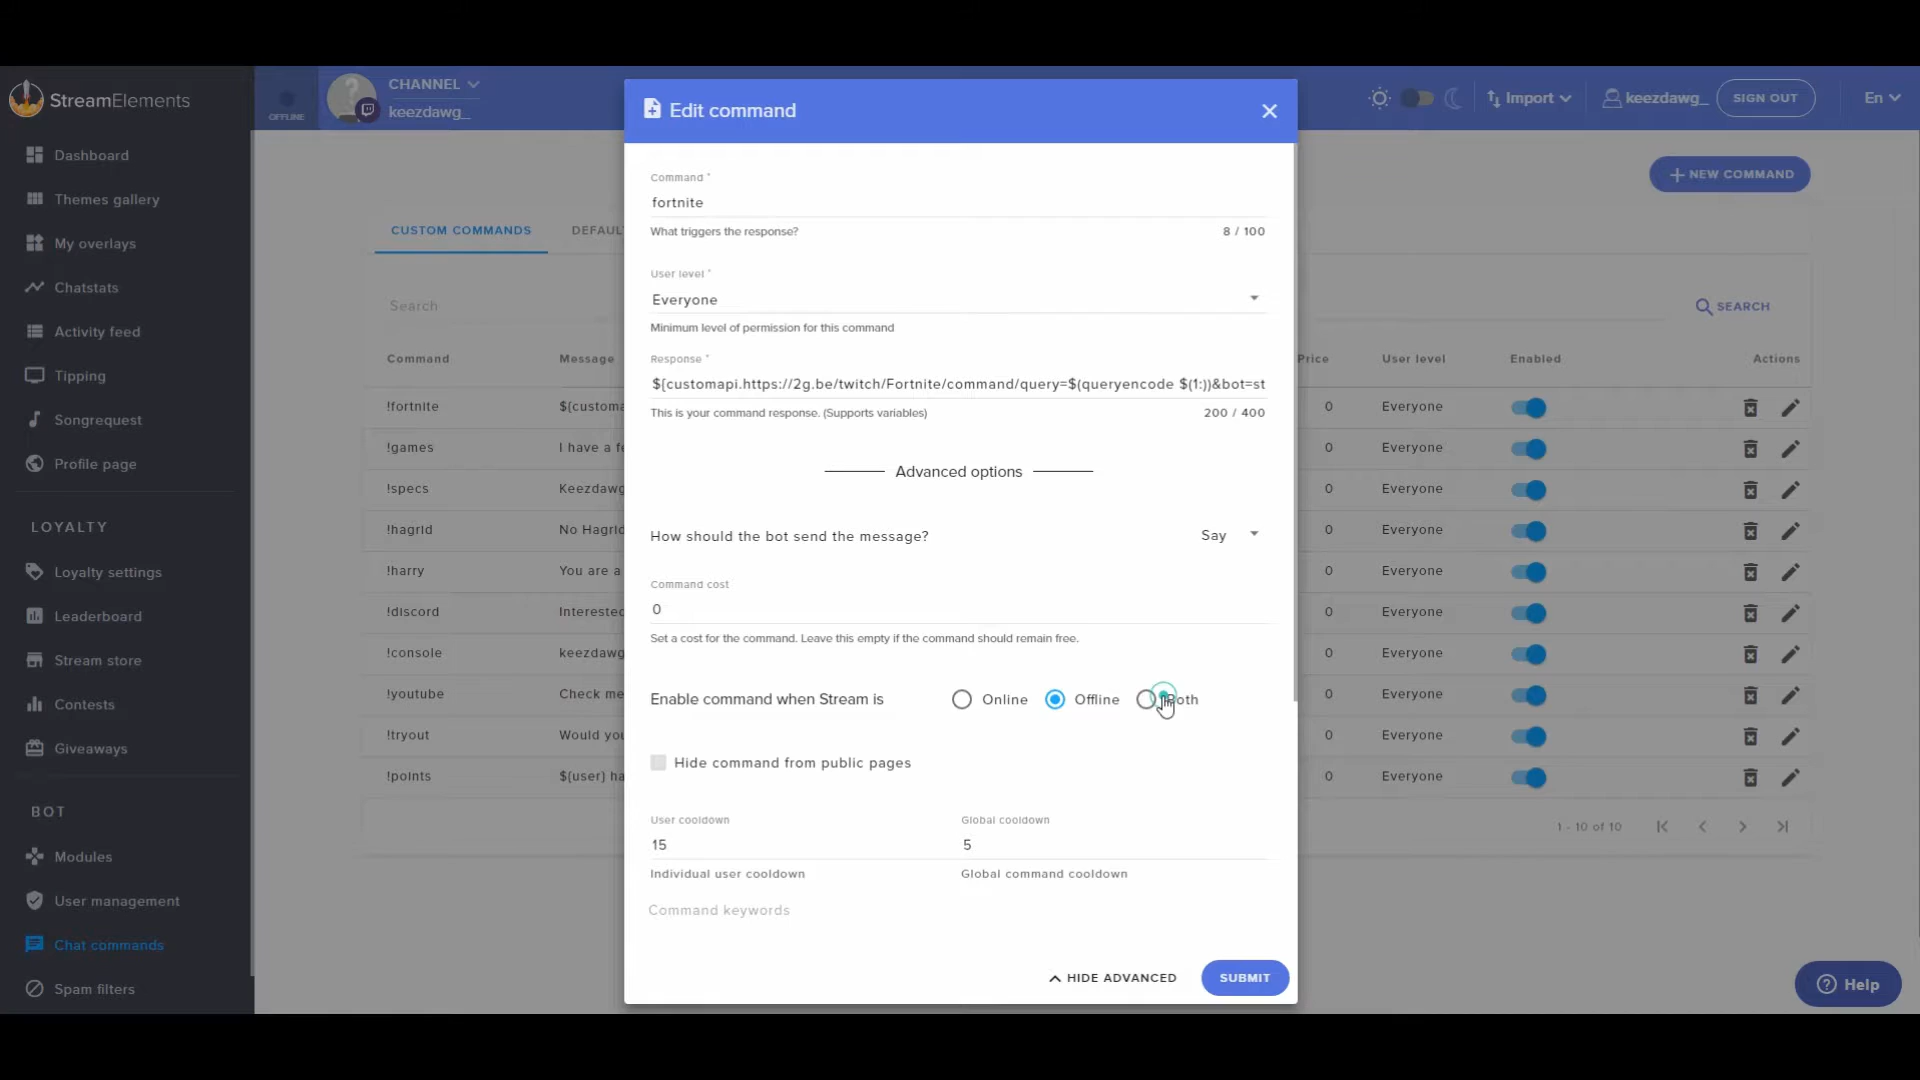 StreamElements
Dashboard
Themes gallery
My overlays
Chatstats
Activity feed
Tipping
Songrequest
Profile page
LOYALTY
Loyalty settings
Leaderboard
Stream store
Contests
Giveaways
BOT
Modules
User management
Chat commands
Spam filters
OFFLINE
CHANNEL
keezdawg_
Import
keezdawg_
SIGN OUT
En
NEW COMMAND
CUSTOM COMMANDS DEFAUL
Search
SEARCH
Command Message Price User level Enabled Actions
!fortnite ${customa 0 Everyone
!games I have a fe 0 Everyone
!specs Keezdawg 0 Everyone
!hagrid No Hagrid 0 Everyone
!harry You are a 0 Everyone
!discord Interested 0 Everyone
!console keezdawg 0 Everyone
!youtube Check me 0 Everyone
!tryout Would you 0 Everyone
!points $(user) ha 0 Everyone
1 - 10 of 10
Edit command
Command *
fortnite
What triggers the response? 8 / 100
User level *
Everyone
Minimum level of permission for this command
Response *
${customapi.https://2g.be/twitch/Fortnite/command/query=$(queryencode $(1:))&bot=st
This is your command response. (Supports variables) 200 / 400
Advanced options
How should the bot send the message? Say
Command cost
0
Set a cost for the command. Leave this empty if the command should remain free.
Enable command when Stream is Online Offline Both
Hide command from public pages
User cooldown Global cooldown
15 5
Individual user cooldown Global command cooldown
Command keywords
HIDE ADVANCED SUBMIT
Help